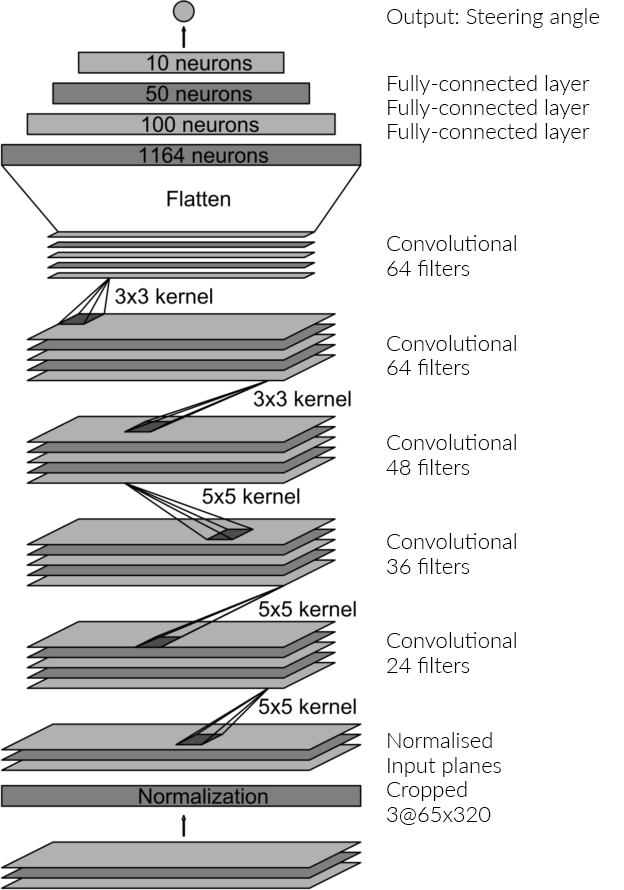 Output: Steering angle
10 neurons
Fully-connected layer
50 neurons
Fully-connected layer
100 neurons
Fully-connected layer
1164 neurons
Flatten
Convolutional
64 filters
3x3 kernel
Convolutional
64 filters
3x3 kernel
Convolutional
48 filters
5x5 kernel
Convolutional
36 filters
5x5 kernel
Convolutional
24 filters
5x5 kernel
Normalised
Input planes
Cropped
3@65x320
Normalization